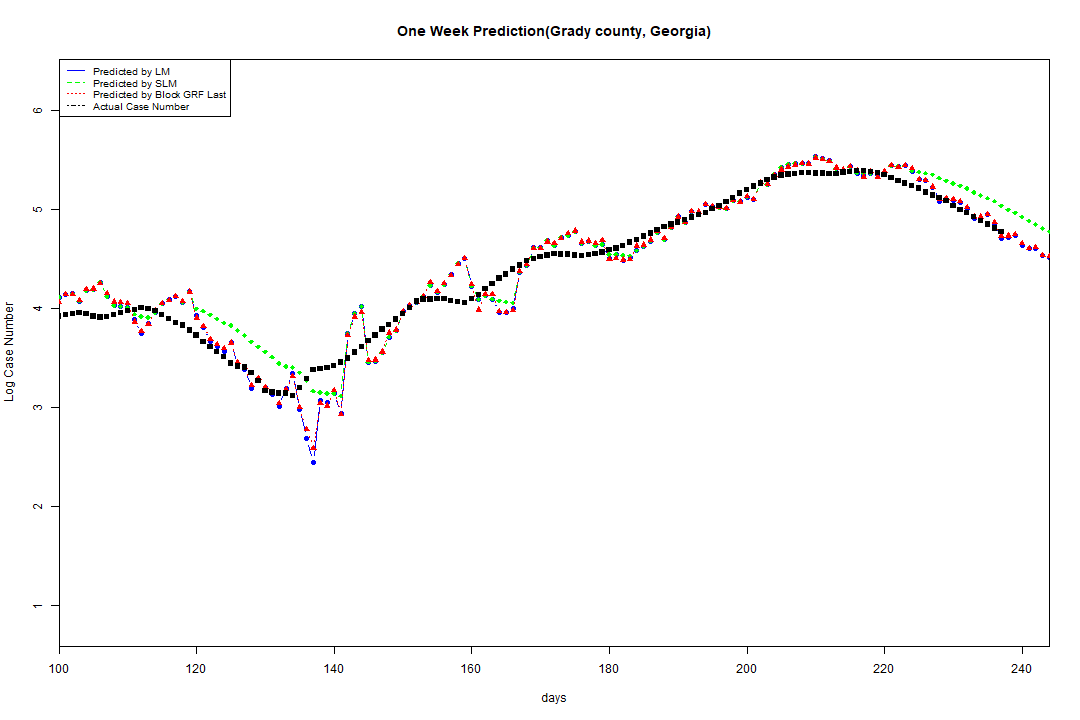 One Week Prediction(Grady county, Georgia)
Predicted by LM
Predicted by SLM
Predicted by Block GRF Last
Actual Case Number
6
5
4
3
2
1
Log Case Number
100 120 140 160 180 200 220 240
days